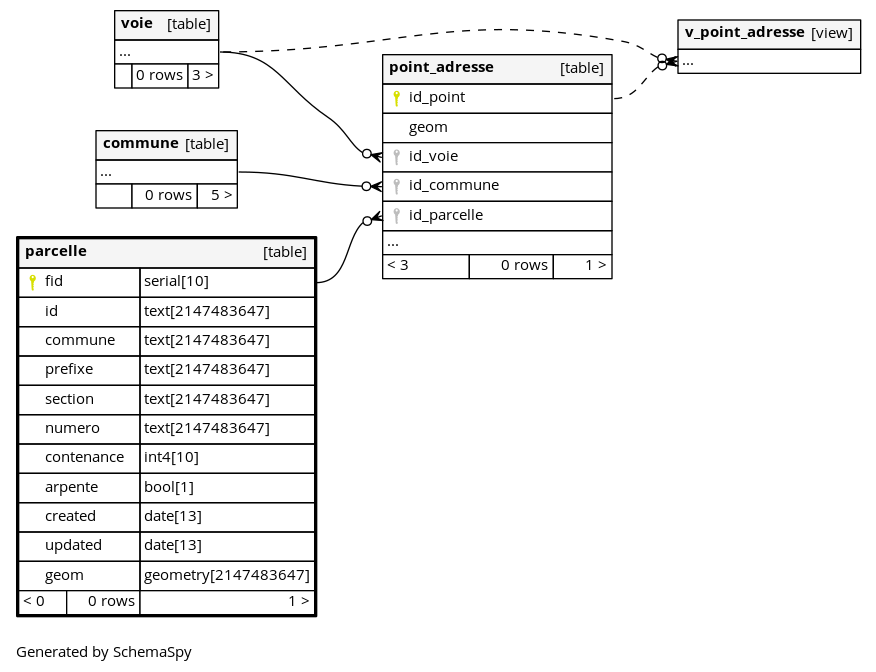 voie [table]
...
0 rows 3 >
commune [table]
...
0 rows 5 >
parcelle [table]
fid serial[10]
id text[2147483647]
commune text[2147483647]
prefixe text[2147483647]
section text[2147483647]
numero text[2147483647]
contenance int4[10]
arpente bool[1]
created date[13]
updated date[13]
geom geometry[2147483647]
< 0 0 rows 1 >
point_adresse [table]
id_point
geom
id_voie
id_commune
id_parcelle
...
< 3 0 rows 1 >
v_point_adresse [view]
...
Generated by SchemaSpy